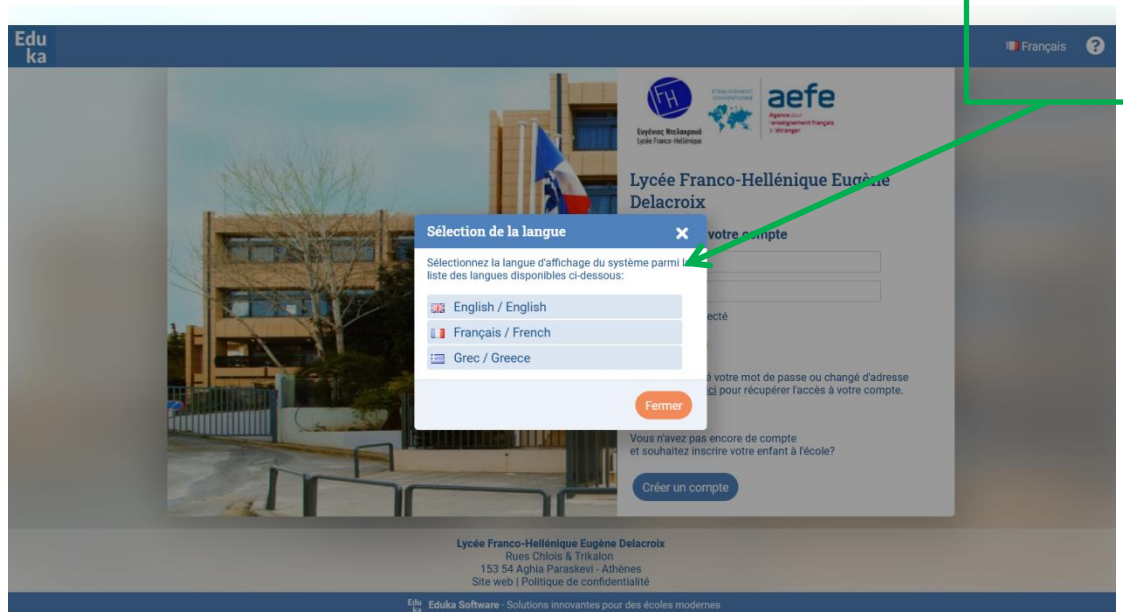 Edu
ka
Français
?
FH
aefe
Agence pour
l'enseignement français
à l'étranger
Ευγένιος Ντελακρουά
Lycée Franco-Hellénique
Lycée Franco-Hellénique Eugène
Delacroix
votre compte
Sélection de la langue
Sélectionnez la langue d'affichage du système parmi la
liste des langues disponibles ci-dessous:
English / English
Français / French
Grec / Greece
Fermer
ecté
é votre mot de passe ou changé d'adresse
ci pour récupérer l'accès à votre compte.
Vous n'avez pas encore de compte
et souhaitez inscrire votre enfant à l'école?
Créer un compte
Lycée Franco-Hellénique Eugène Delacroix
Rues Chlois & Trikalon
153 54 Aghia Paraskevi - Athènes
Site web | Politique de confidentialité
Edu
ka
Eduka Software - Solutions innovantes pour des écoles modernes